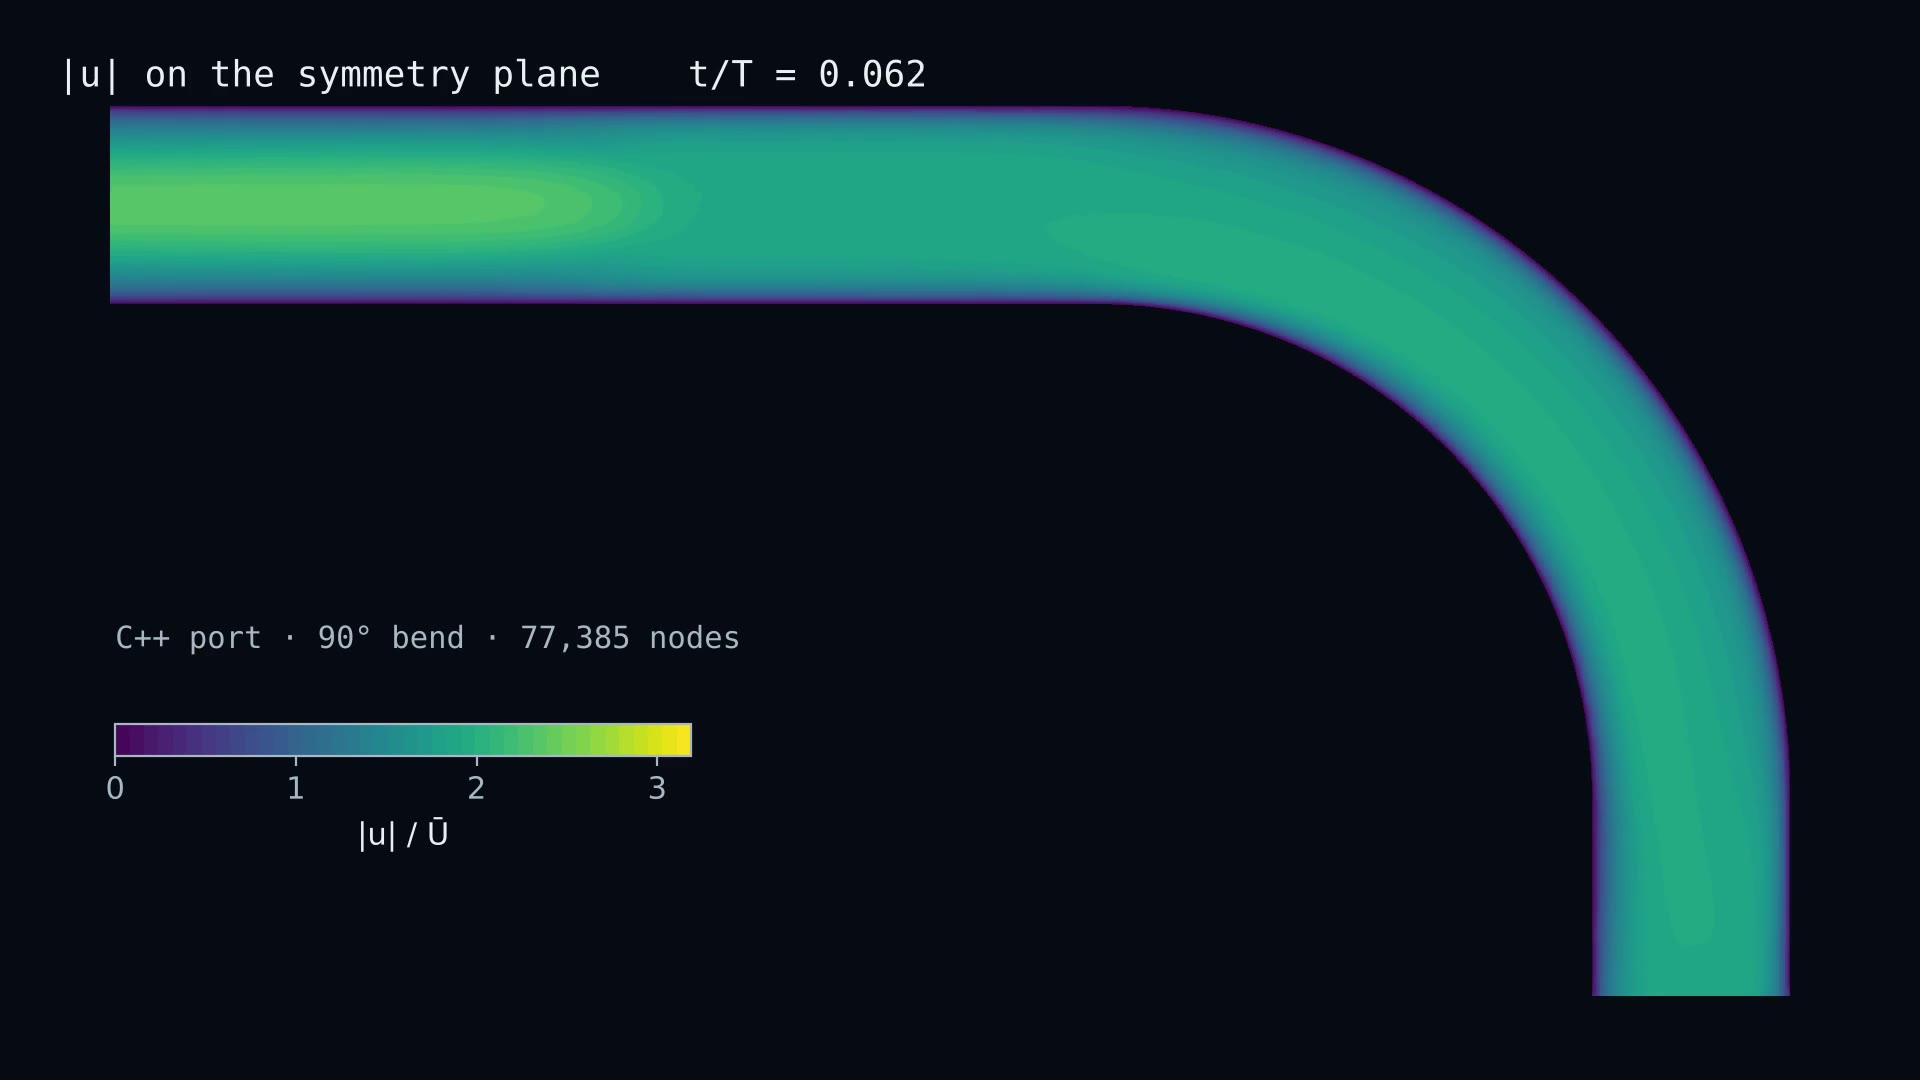 |u| on the symmetry plane    t/T = 0.062
C++ port · 90° bend · 77,385 nodes
0 1 2 3
|u| / Ū